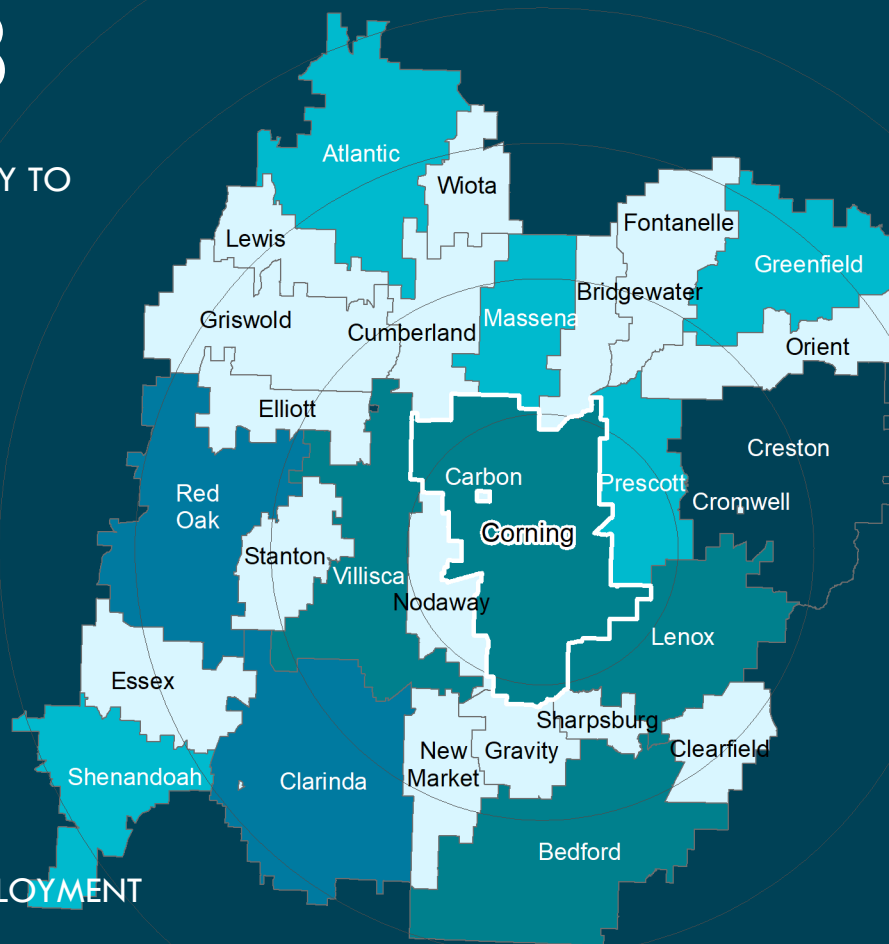 Y TO
Atlantic
Wiota
Fontanelle
Lewis
Greenfield
Bridgewater
Griswold
Massena
Cumberland
Orient
Elliott
Creston
Carbon
Prescott
Red
Oak
Cromwell
Corning
Stanton
Villisca
Nodaway
Lenox
Essex
Sharpsburg
New
Market
Gravity
Clearfield
Shenandoah
Clarinda
Bedford
LOYMENT